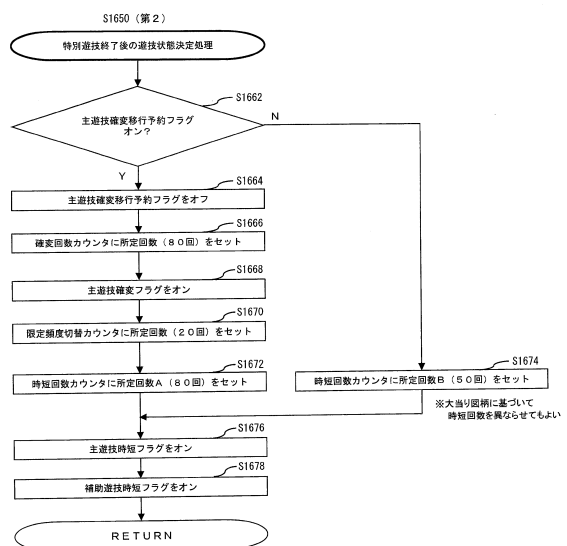 S1650（第２）
特別遊技終了後の遊技状態決定処理
S1662
主遊技確変移行予約フラグ
オン？
N
Y
S1664
主遊技確変移行予約フラグをオフ
S1666
確変回数カウンタに所定回数（８０回）をセット
S1668
主遊技確変フラグをオン
S1670
限定頻度切替カウンタに所定回数（２０回）をセット
S1672
時短回数カウンタに所定回数Ａ（８０回）をセット
S1674
時短回数カウンタに所定回数Ｂ（５０回）をセット
※大当り図柄に基づいて
時短回数を異ならせてもよい
S1676
主遊技時短フラグをオン
S1678
補助遊技時短フラグをオン
ＲＥＴＵＲＮ